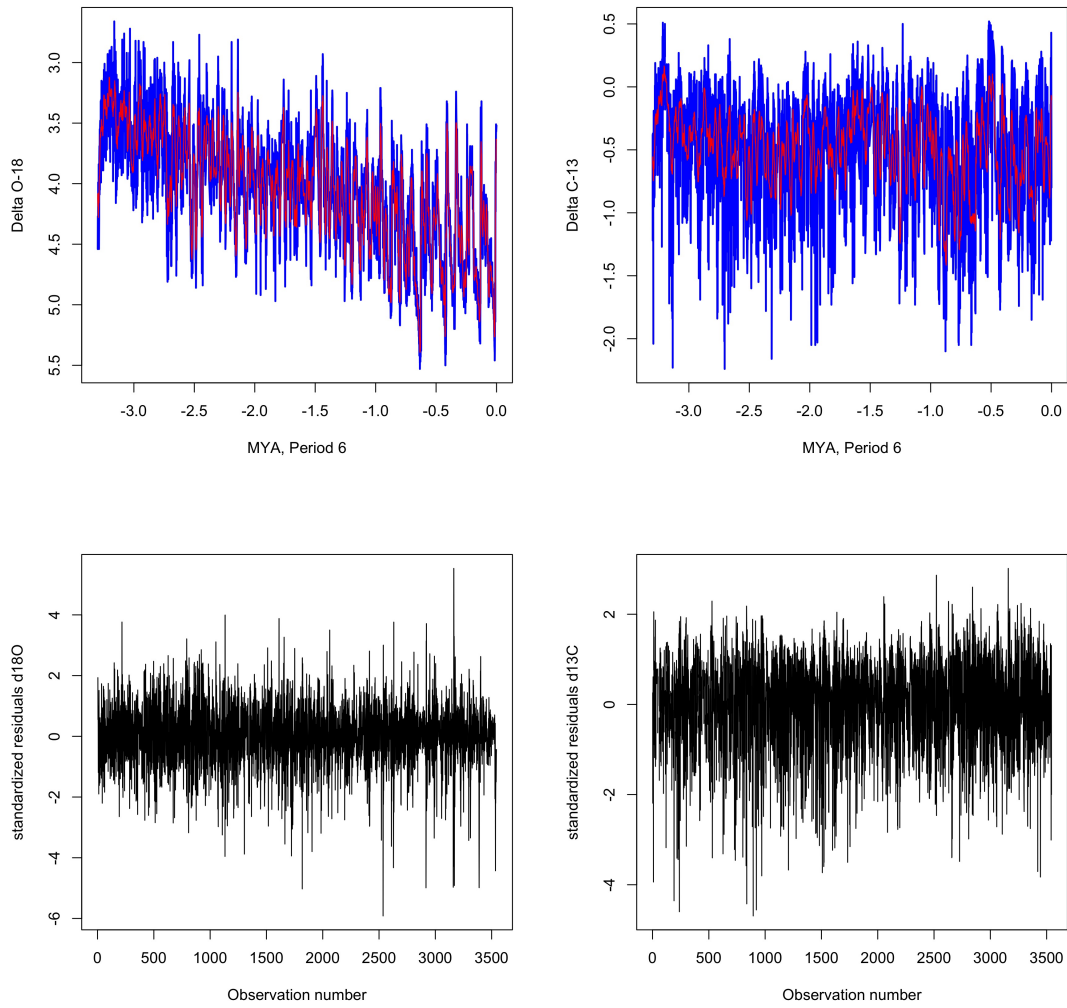 Delta O-18
3.0
3.5
4.0
4.5
5.0
5.5
-3.0 -2.5 -2.0 -1.5 -1.0 -0.5 0.0
MYA, Period 6
Delta C-13
0.5
0.0
-0.5
-1.0
-1.5
-2.0
-3.0 -2.5 -2.0 -1.5 -1.0 -0.5 0.0
MYA, Period 6
standardized residuals d18O
4
2
0
-2
-4
-6
0 500 1000 1500 2000 2500 3000 3500
Observation number
standardized residuals d13C
2
0
-2
-4
0 500 1000 1500 2000 2500 3000 3500
Observation number